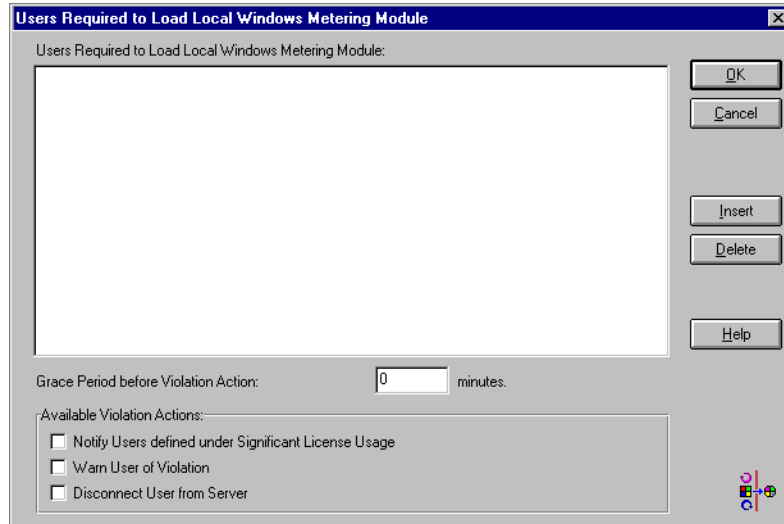 Users Required to Load Local Windows Metering Module
Users Required to Load Local Windows Metering Module:
OK
Cancel
Insert
Delete
Help
Grace Period before Violation Action: 0 minutes.
Available Violation Actions:
Notify Users defined under Significant License Usage
Warn User of Violation
Disconnect User from Server